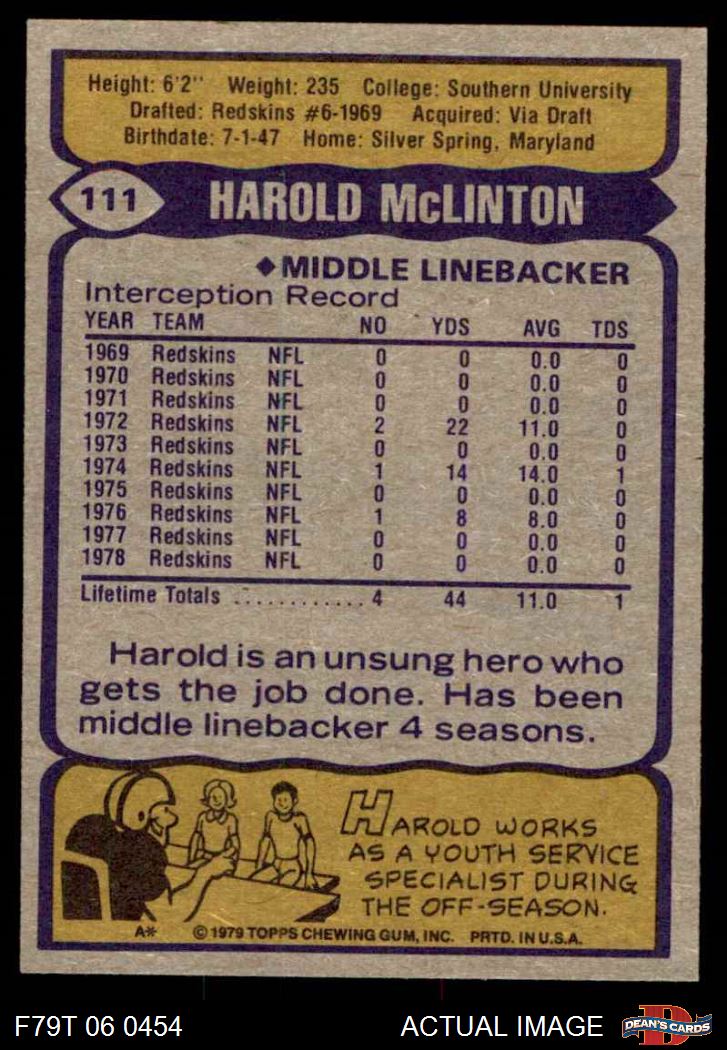 Height: 6'2" Weight: 235 College: Southern University
Drafted: Redskins #6-1969 Acquired: Via Draft
Birthdate: 7-1-47 Home: Silver Spring, Maryland
111 HAROLD McLINTON
◆MIDDLE LINEBACKER
Interception Record
YEAR TEAM NO YDS AVG TDS
1969 Redskins NFL 0 0 0.0 0
1970 Redskins NFL 0 0 0.0 0
1971 Redskins NFL 0 0 0.0 0
1972 Redskins NFL 2 22 11.0 0
1973 Redskins NFL 0 0 0.0 0
1974 Redskins NFL 1 14 14.0 1
1975 Redskins NFL 0 0 0.0 0
1976 Redskins NFL 1 8 8.0 0
1977 Redskins NFL 0 0 0.0 0
1978 Redskins NFL 0 0 0.0 0
Lifetime Totals ............. 4 44 11.0 1
Harold is an unsung hero who
gets the job done. Has been
middle linebacker 4 seasons.
HAROLD WORKS
AS A YOUTH SERVICE
SPECIALIST DURING
THE OFF-SEASON.
A* © 1979 TOPPS CHEWING GUM, INC. PRTD. IN U.S.A.
F79T 06 0454 ACTUAL IMAGE D DEAN'S CARDS